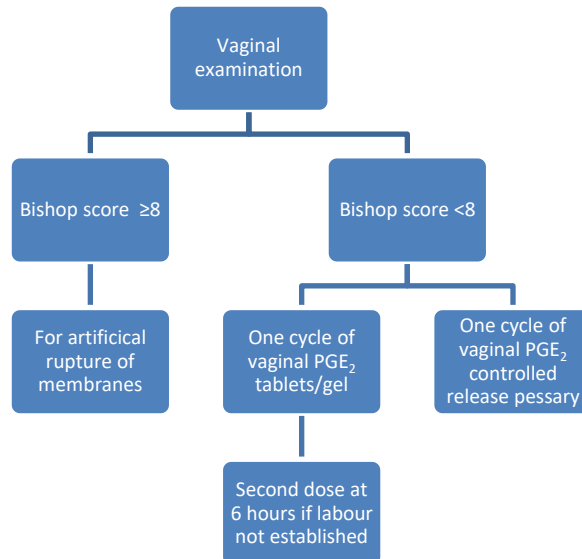 Vaginal
examination
Bishop score ≥8
Bishop score <8
For artificical
rupture of
membranes
One cycle of
vaginal PGE₂
tablets/gel
One cycle of
vaginal PGE₂
controlled
release pessary
Second dose at
6 hours if labour
not established